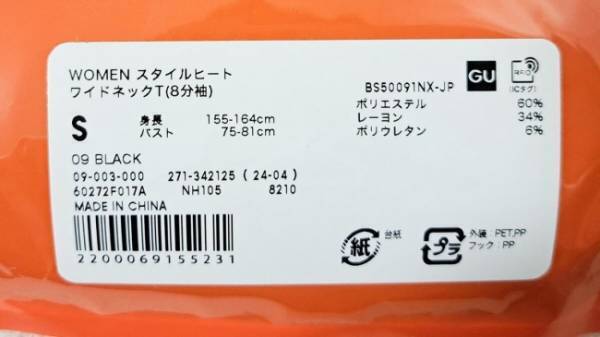 WOMEN スタイルヒート
ワイドネックT(8分袖)
BS50091NX-JP
GU
RFID
(ICタグ)
S
身長 155-164cm
バスト 75-81cm
ポリエステル 60%
レーヨン 34%
ポリウレタン 6%
09 BLACK
09-003-000 271-342125 ( 24-04 )
60272F017A NH105 8210
MADE IN CHINA
2200069155231
紙 台紙
プラ 外装 : PET,PP
フック : PP